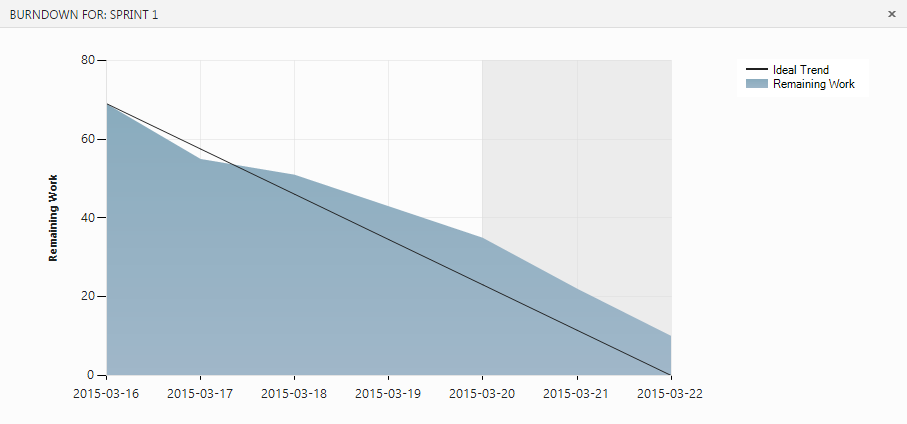 BURNDOWN FOR: SPRINT 1
×
80
60
40
20
0
Remaining Work
2015-03-16 2015-03-17 2015-03-18 2015-03-19 2015-03-20 2015-03-21 2015-03-22
Ideal Trend
Remaining Work